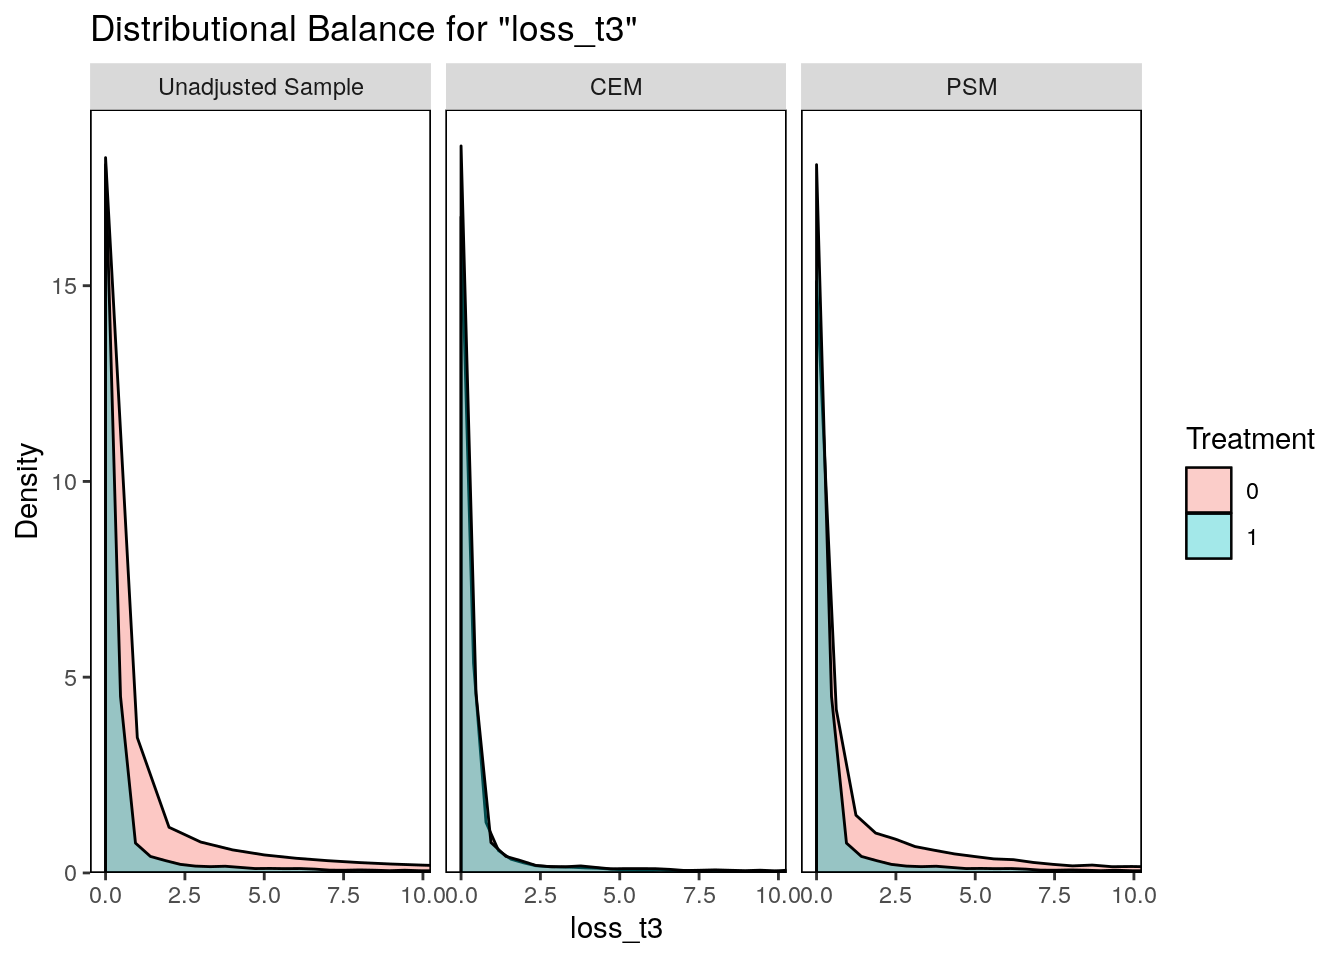 Distributional Balance for "loss_t3"
Unadjusted Sample
CEM
PSM
Density
15
10
5
0
0.0 2.5 5.0 7.5 10.0
0.0 2.5 5.0 7.5 10.0
0.0 2.5 5.0 7.5 10.0
loss_t3
Treatment
0
1